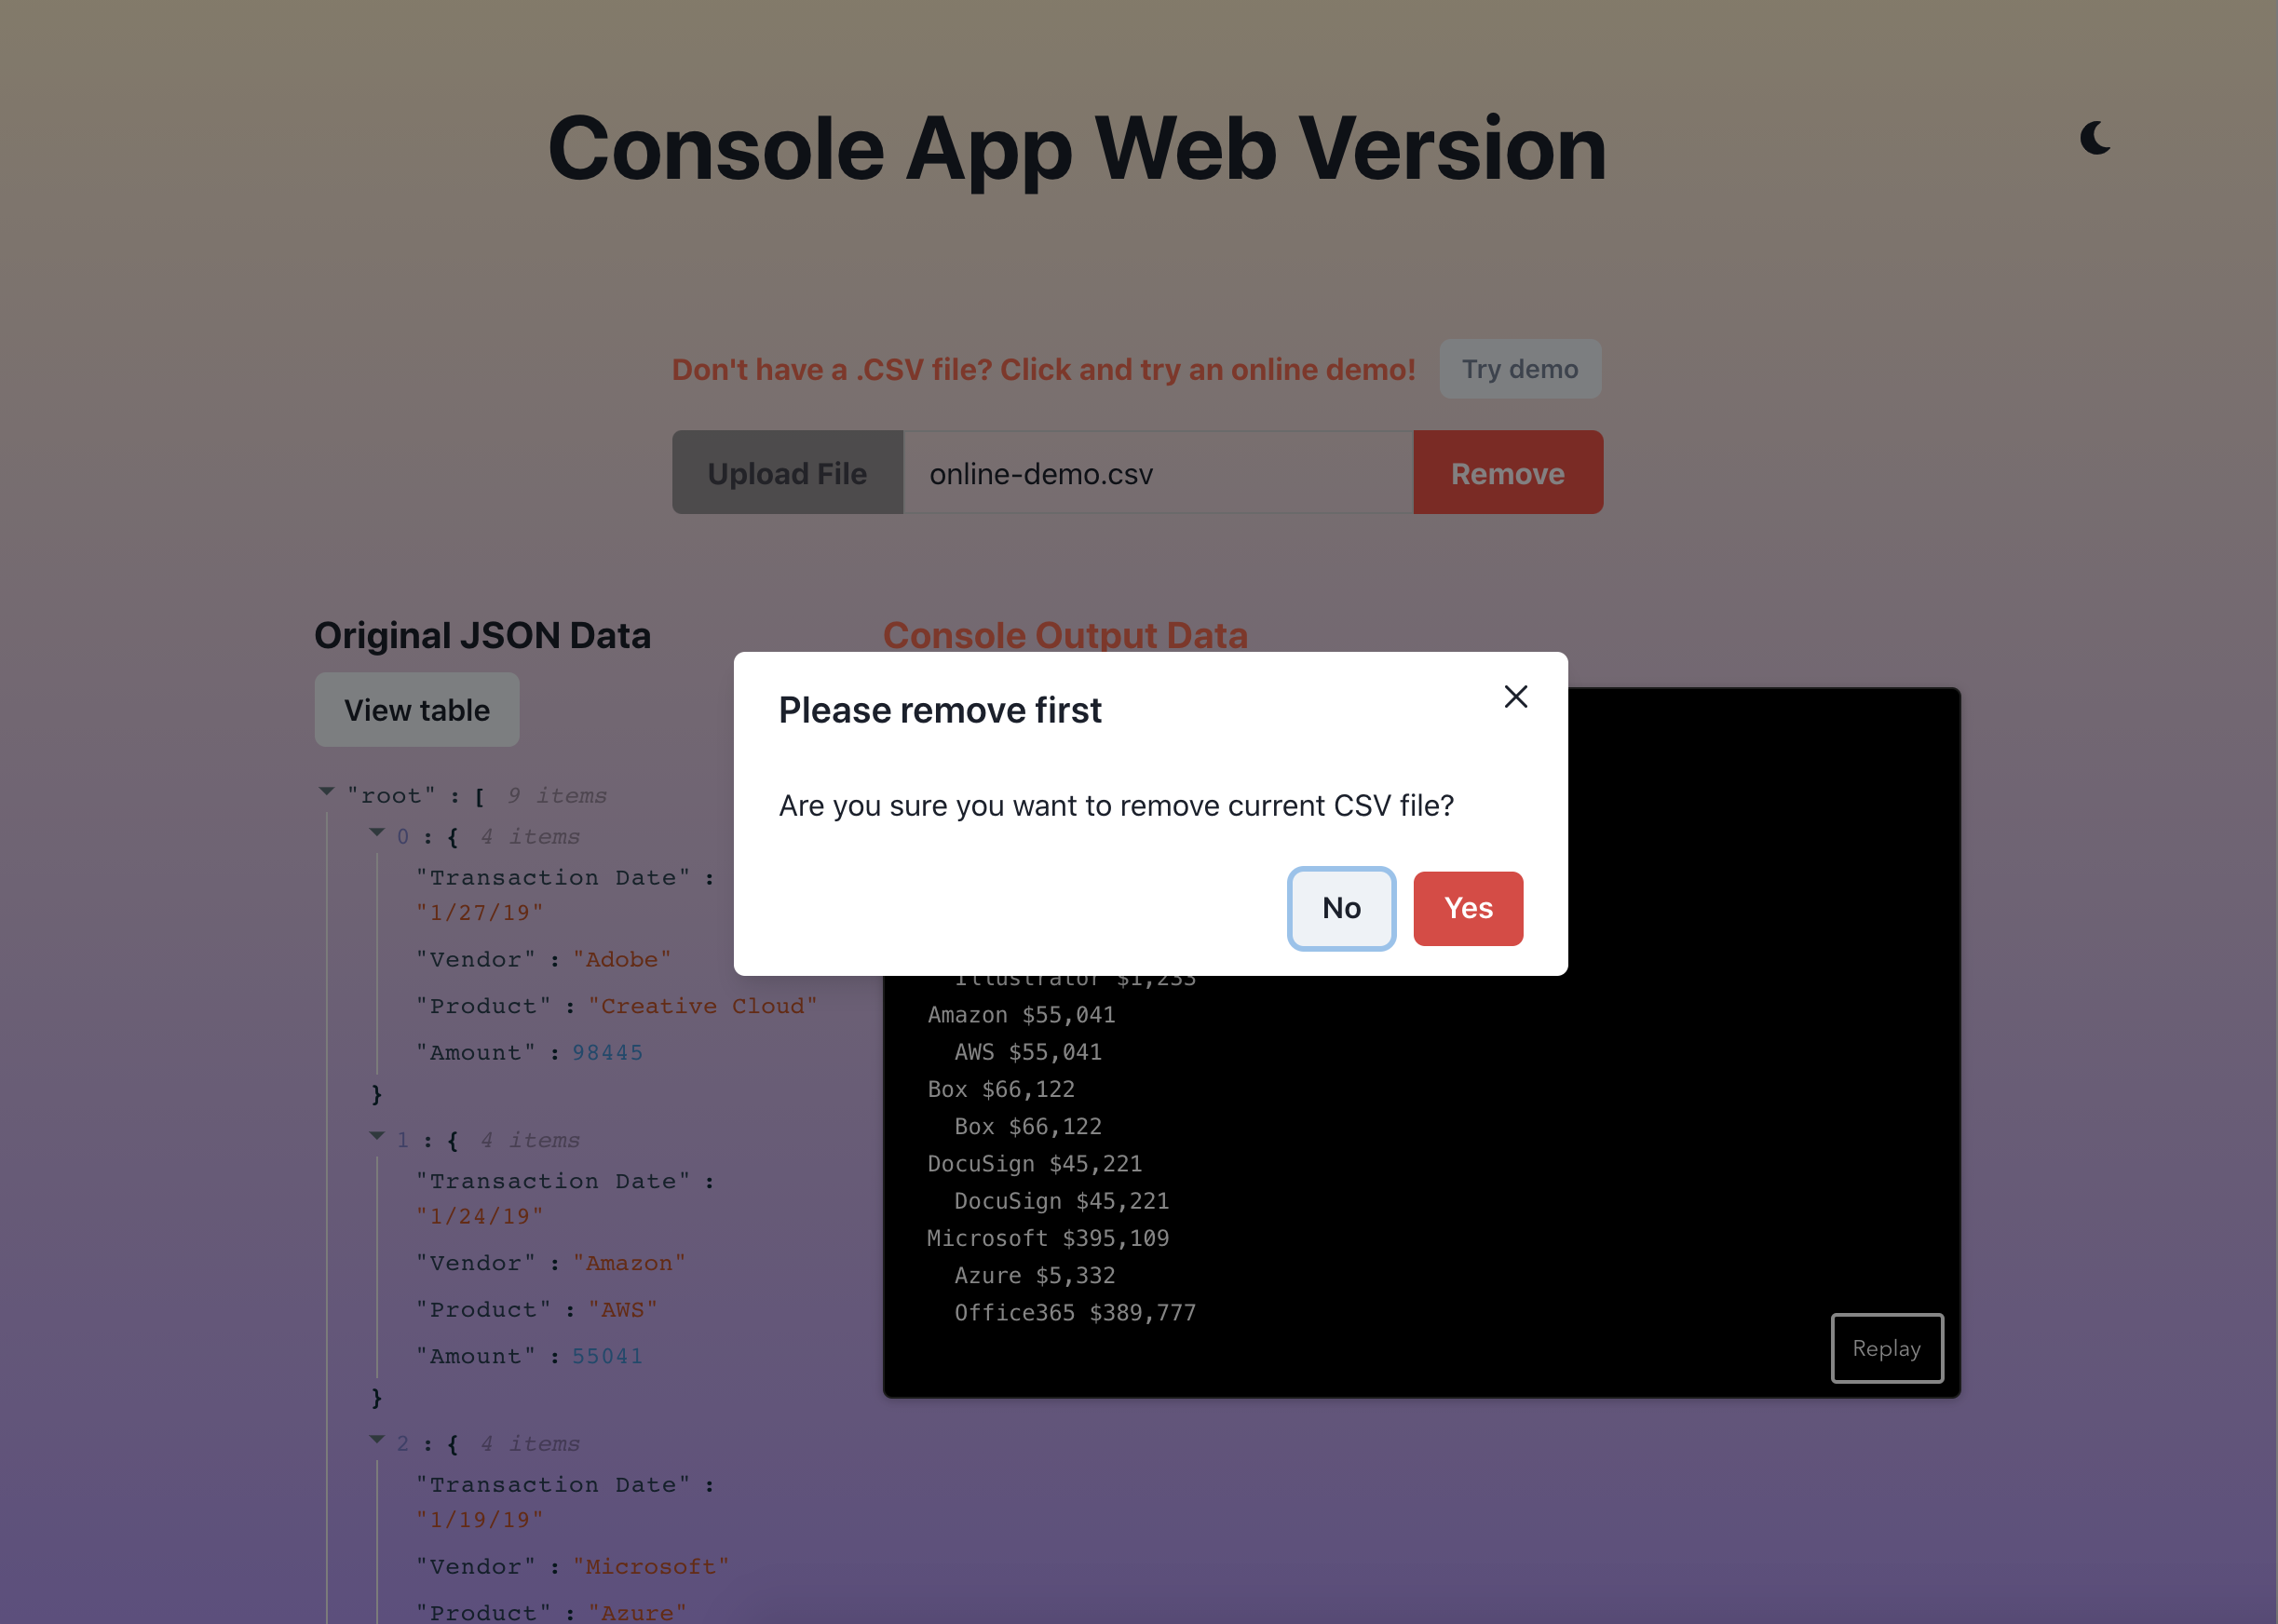 Console App Web Version
Don't have a .CSV file? Click and try an online demo!
Try demo
Upload File
online-demo.csv
Remove
Original JSON Data
View table
"root" : [ 9 items
0 : { 4 items
"Transaction Date" :
"1/27/19"
"Vendor" : "Adobe"
"Product" : "Creative Cloud"
"Amount" : 98445
}
1 : { 4 items
"Transaction Date" :
"1/24/19"
"Vendor" : "Amazon"
"Product" : "AWS"
"Amount" : 55041
}
2 : { 4 items
"Transaction Date" :
"1/19/19"
"Vendor" : "Microsoft"
"Product" : "Azure"
Console Output Data
Please remove first
Are you sure you want to remove current CSV file?
No
Yes
Illustrator $1,233
Amazon $55,041
AWS $55,041
Box $66,122
Box $66,122
DocuSign $45,221
DocuSign $45,221
Microsoft $395,109
Azure $5,332
Office365 $389,777
Replay